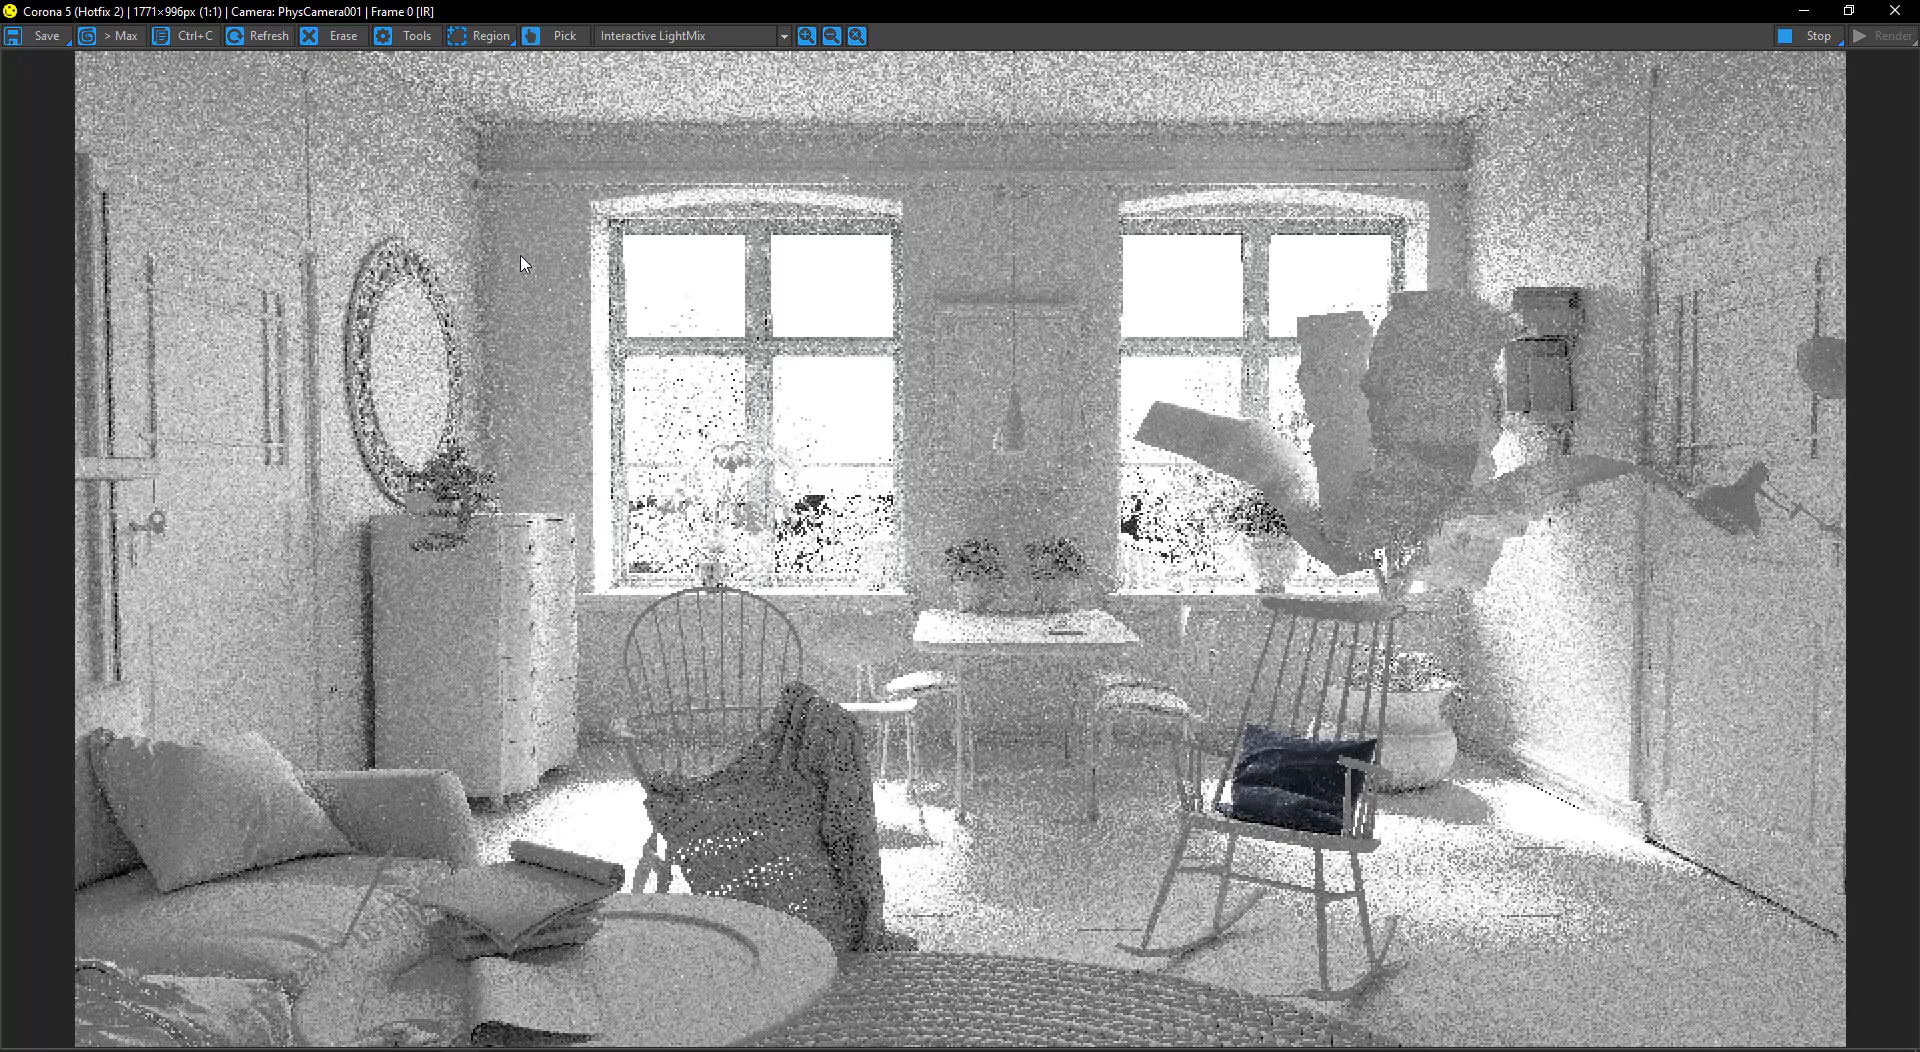 Corona 5 (Hotfix 2) | 1771×996px (1:1) | Camera: PhysCamera001 | Frame 0 [IR]
Save > Max Ctrl+C Refresh Erase Tools Region Pick Interactive LightMix Stop Render